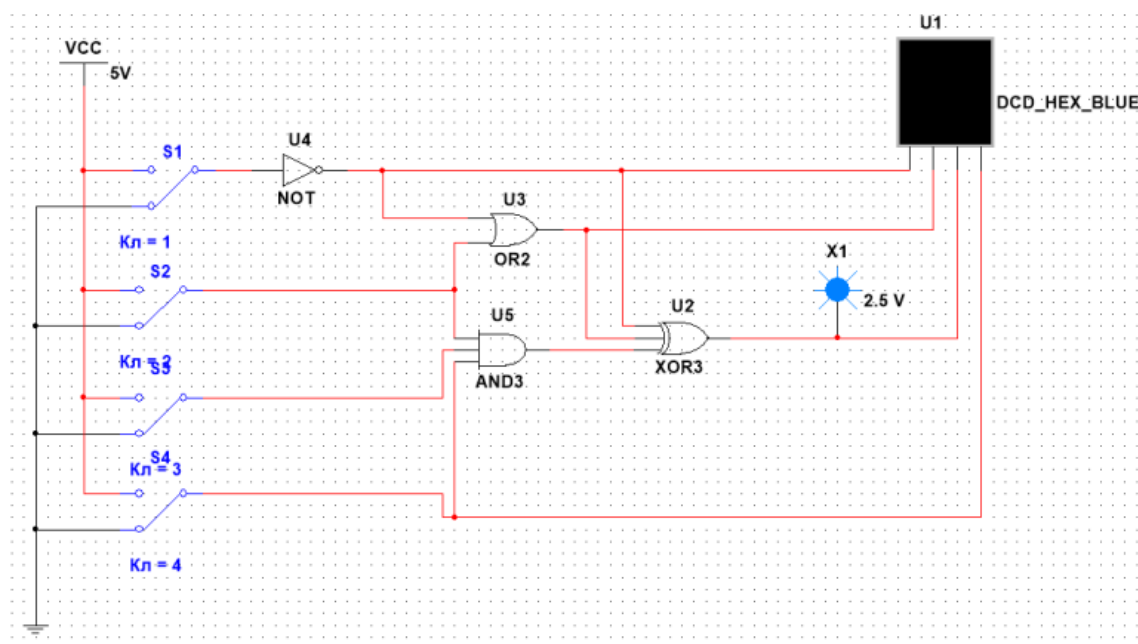 U1
VCC
5V
DCD_HEX_BLUE
S1
U4
NOT
U3
Кл = 1
OR2
X1
S2
2.5 V
U5
U2
Кл = 2
S3
XOR3
AND3
S4
Кл = 3
Кл = 4